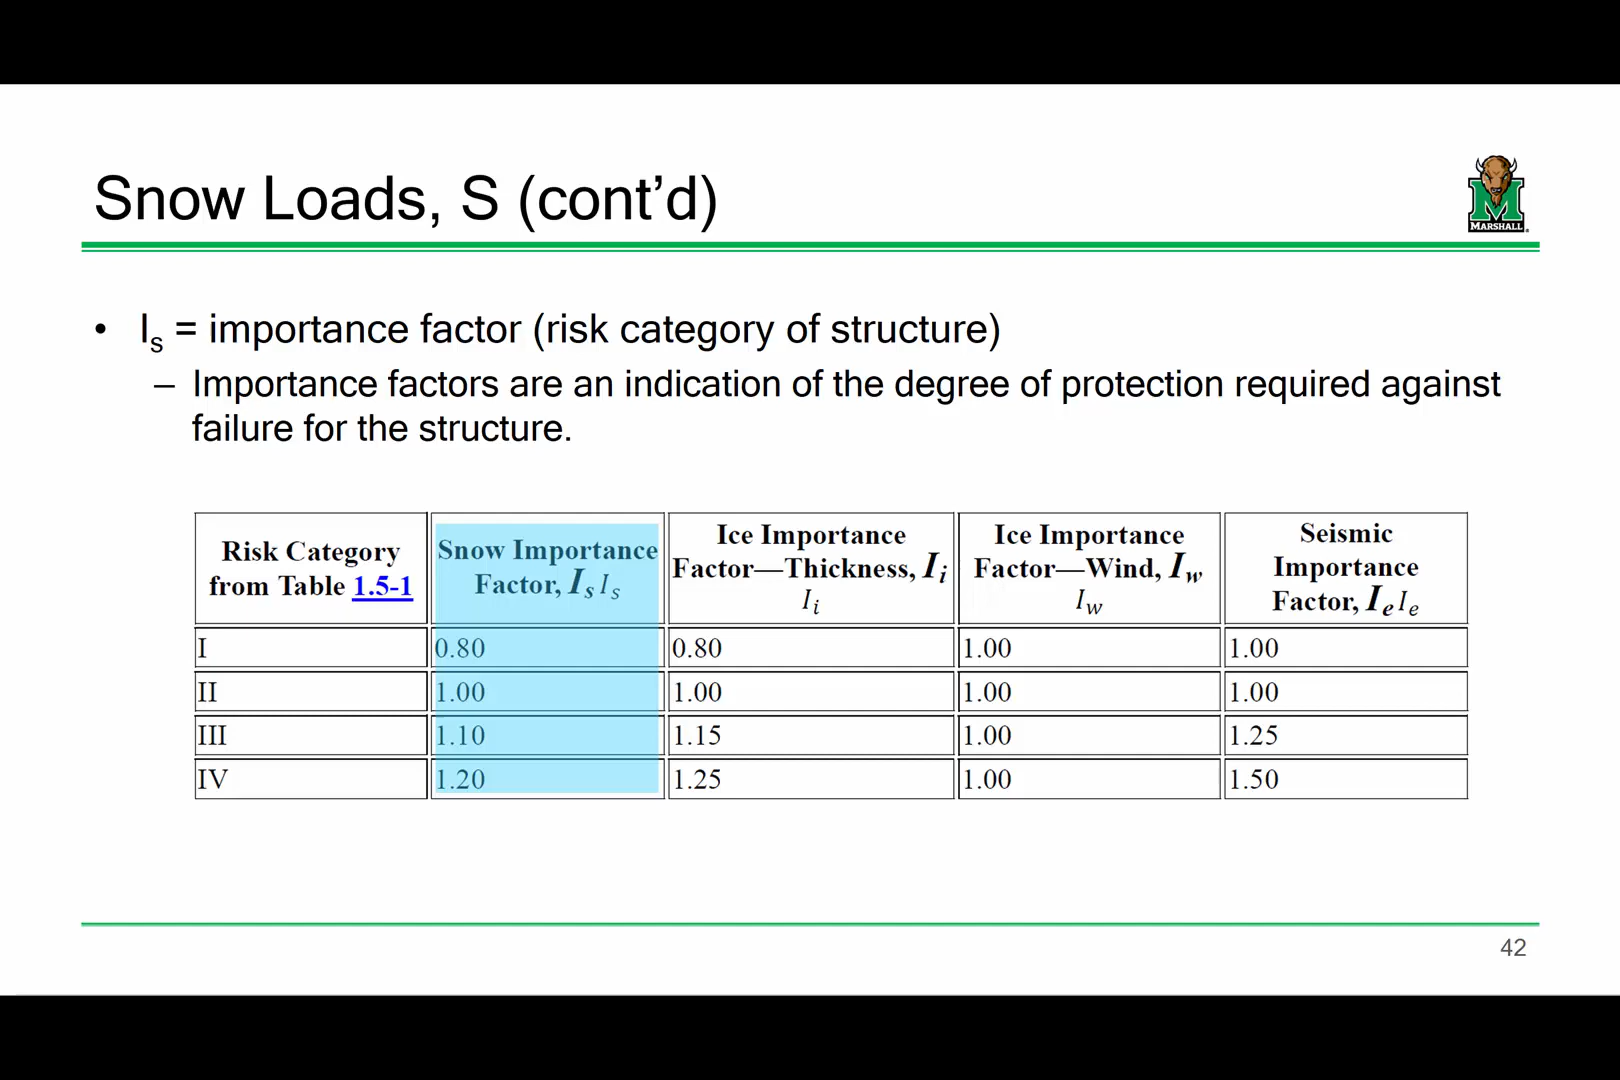 Snow Loads, S (cont’d)
MARSHALL
• Is = importance factor (risk category of structure)
– Importance factors are an indication of the degree of protection required against
failure for the structure.
Risk Category
from Table 1.5-1
Snow Importance
Factor, Is Is
Ice Importance
Factor—Thickness, Ii
Ii
Ice Importance
Factor—Wind, Iw
Iw
Seismic
Importance
Factor, Ie Ie
I 0.80 0.80 1.00 1.00
II 1.00 1.00 1.00 1.00
III 1.10 1.15 1.00 1.25
IV 1.20 1.25 1.00 1.50
42